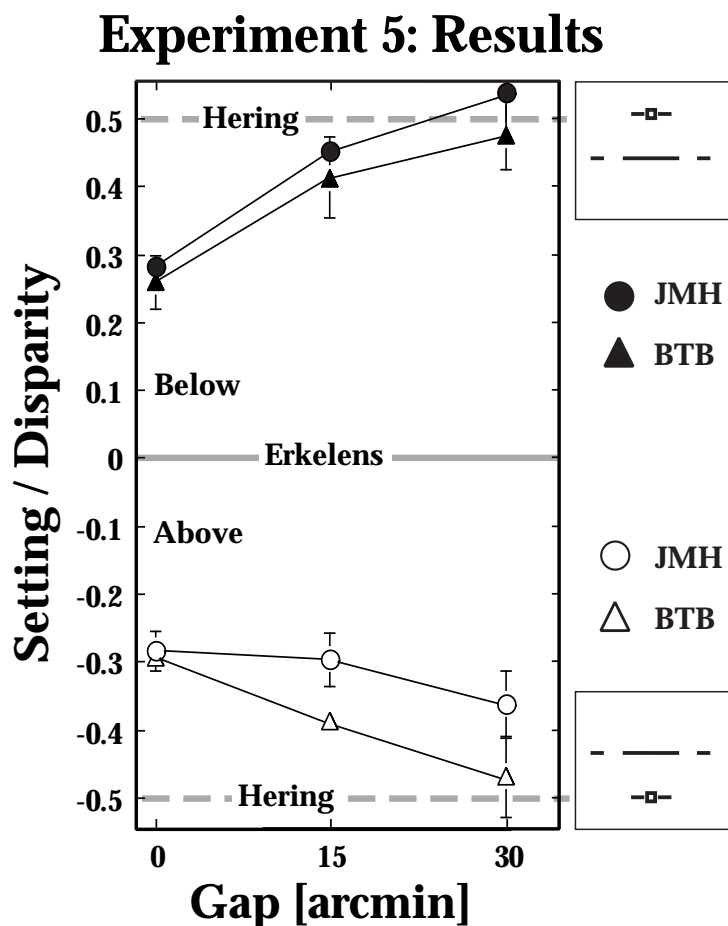 Experiment 5: Results
Setting / Disparity
0.5
0.4
0.3
0.2
0.1
0
-0.1
-0.2
-0.3
-0.4
-0.5
Hering
Below
Erkelens
Above
Hering
0 15 30
Gap [arcmin]
JMH
BTB
JMH
BTB